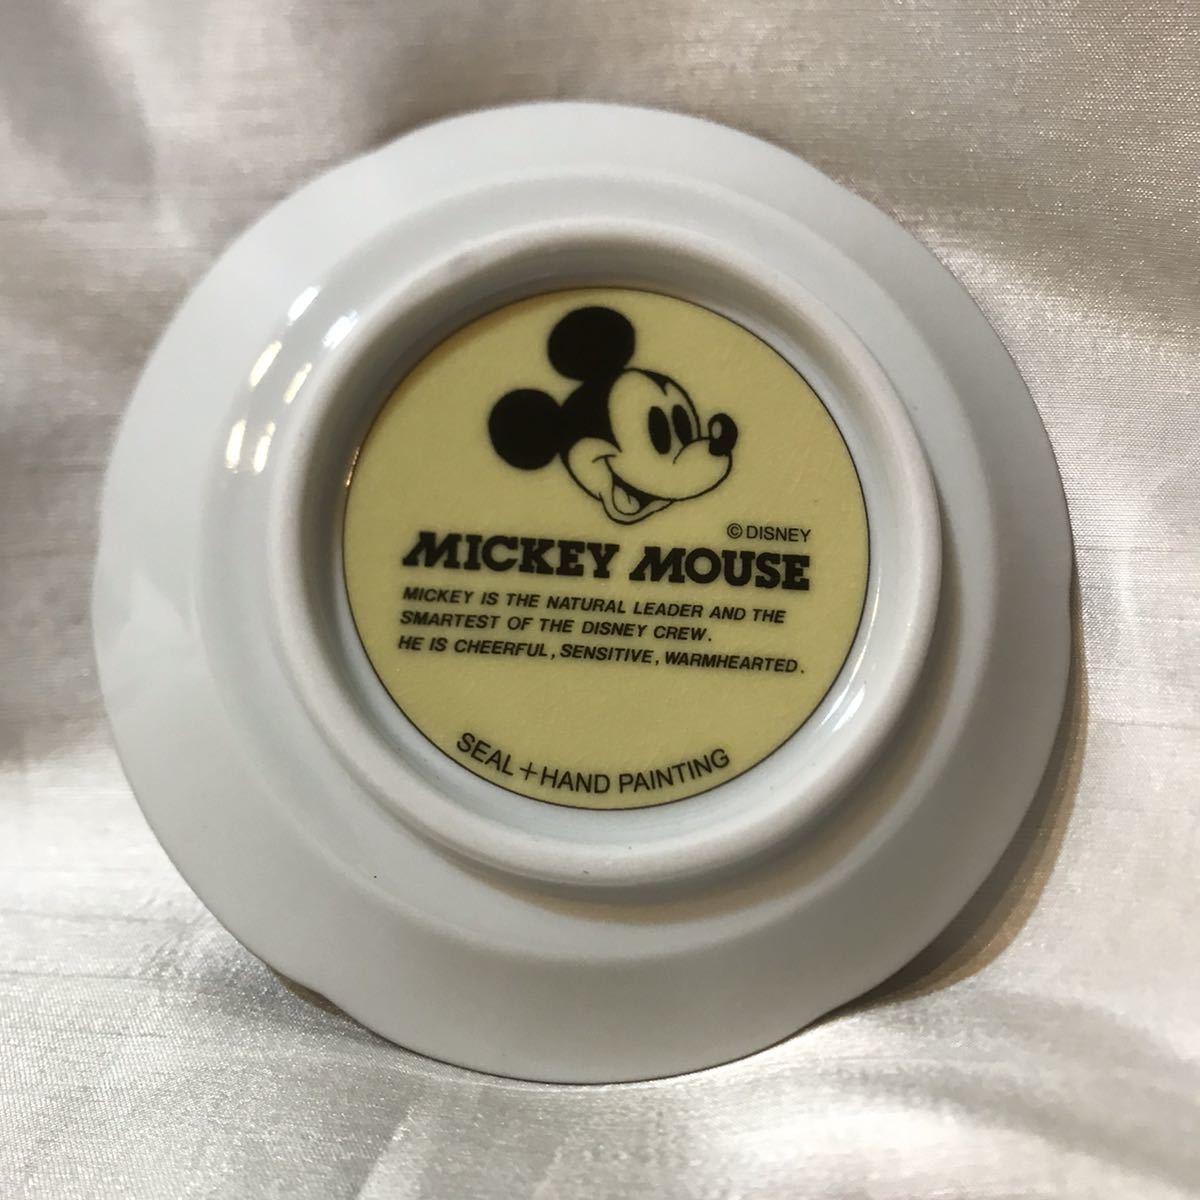 © DISNEY
MICKEY MOUSE
MICKEY IS THE NATURAL LEADER AND THE
SMARTEST OF THE DISNEY CREW.
HE IS CHEERFUL, SENSITIVE, WARMHEARTED.
SEAL+HAND PAINTING